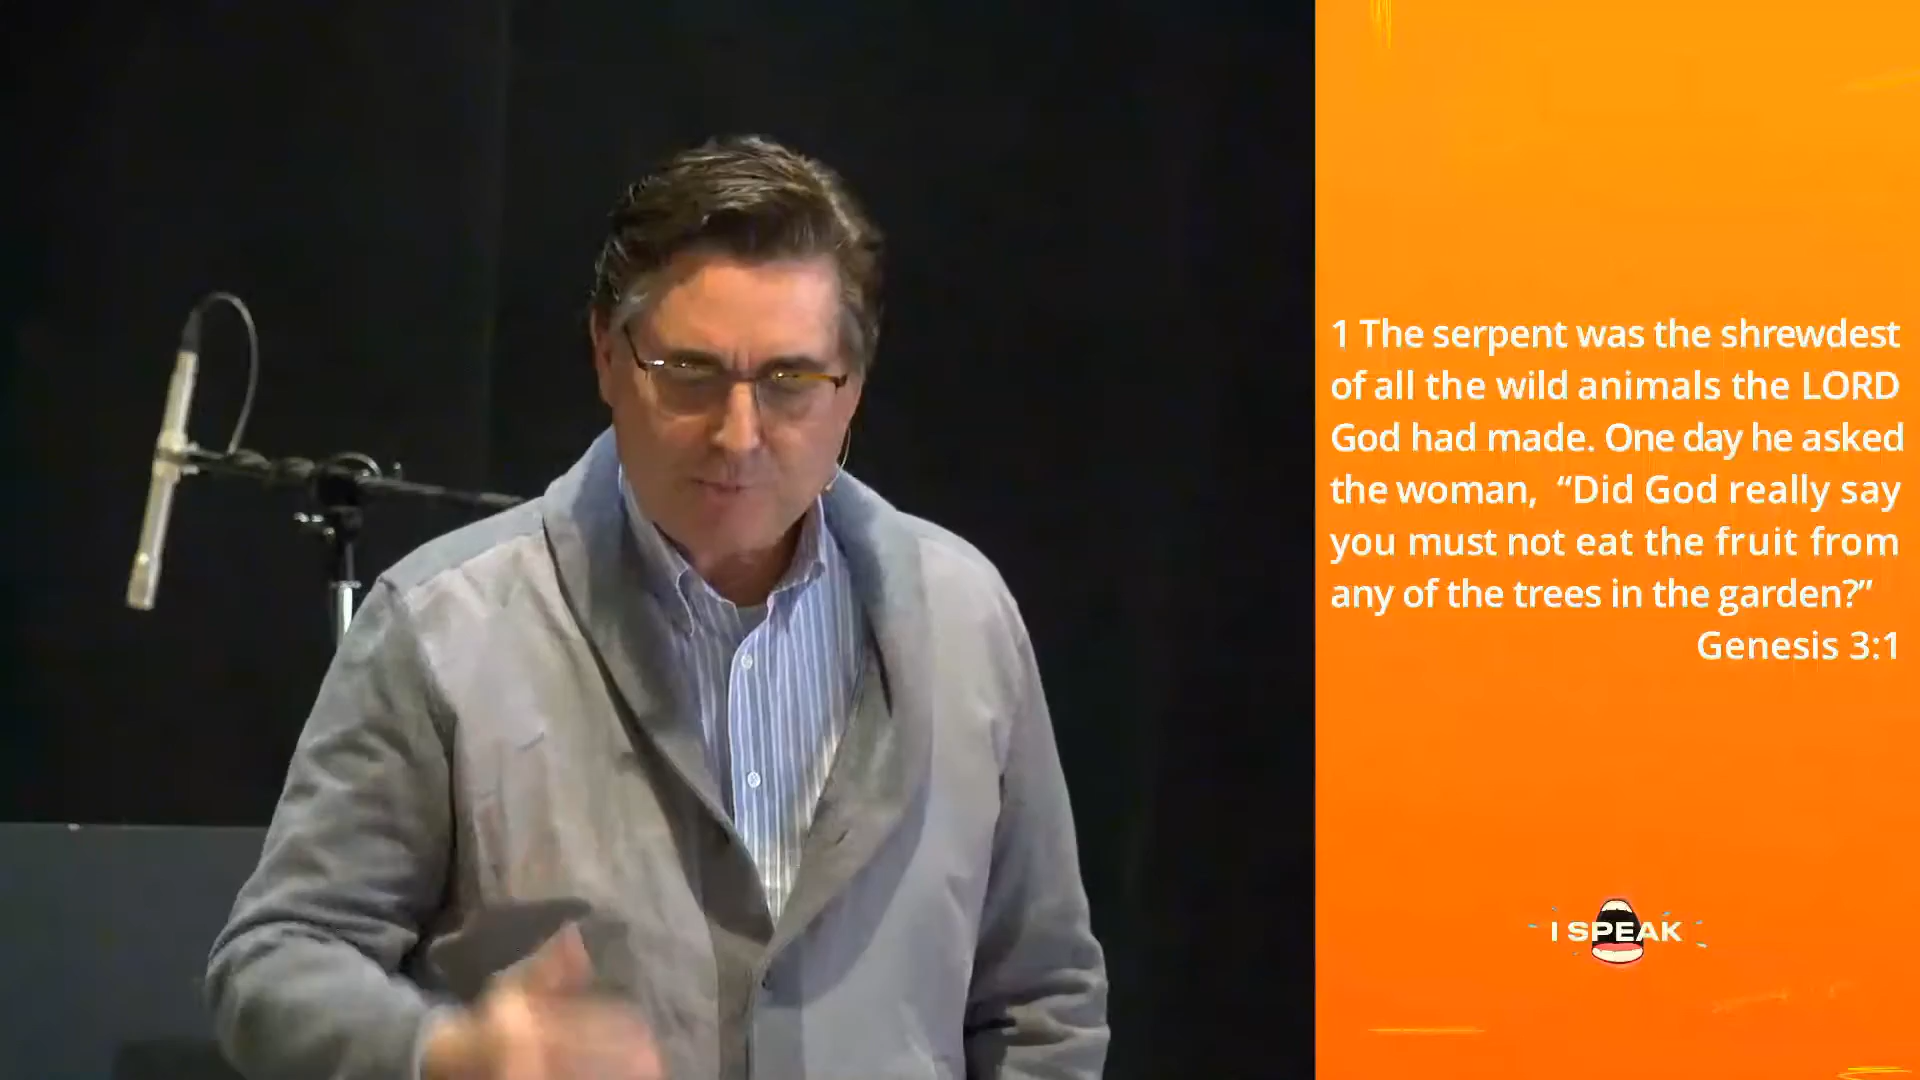 1 The serpent was the shrewdest
of all the wild animals the LORD
God had made. One day he asked
the woman, “Did God really say
you must not eat the fruit from
any of the trees in the garden?”
Genesis 3:1
I SPEAK